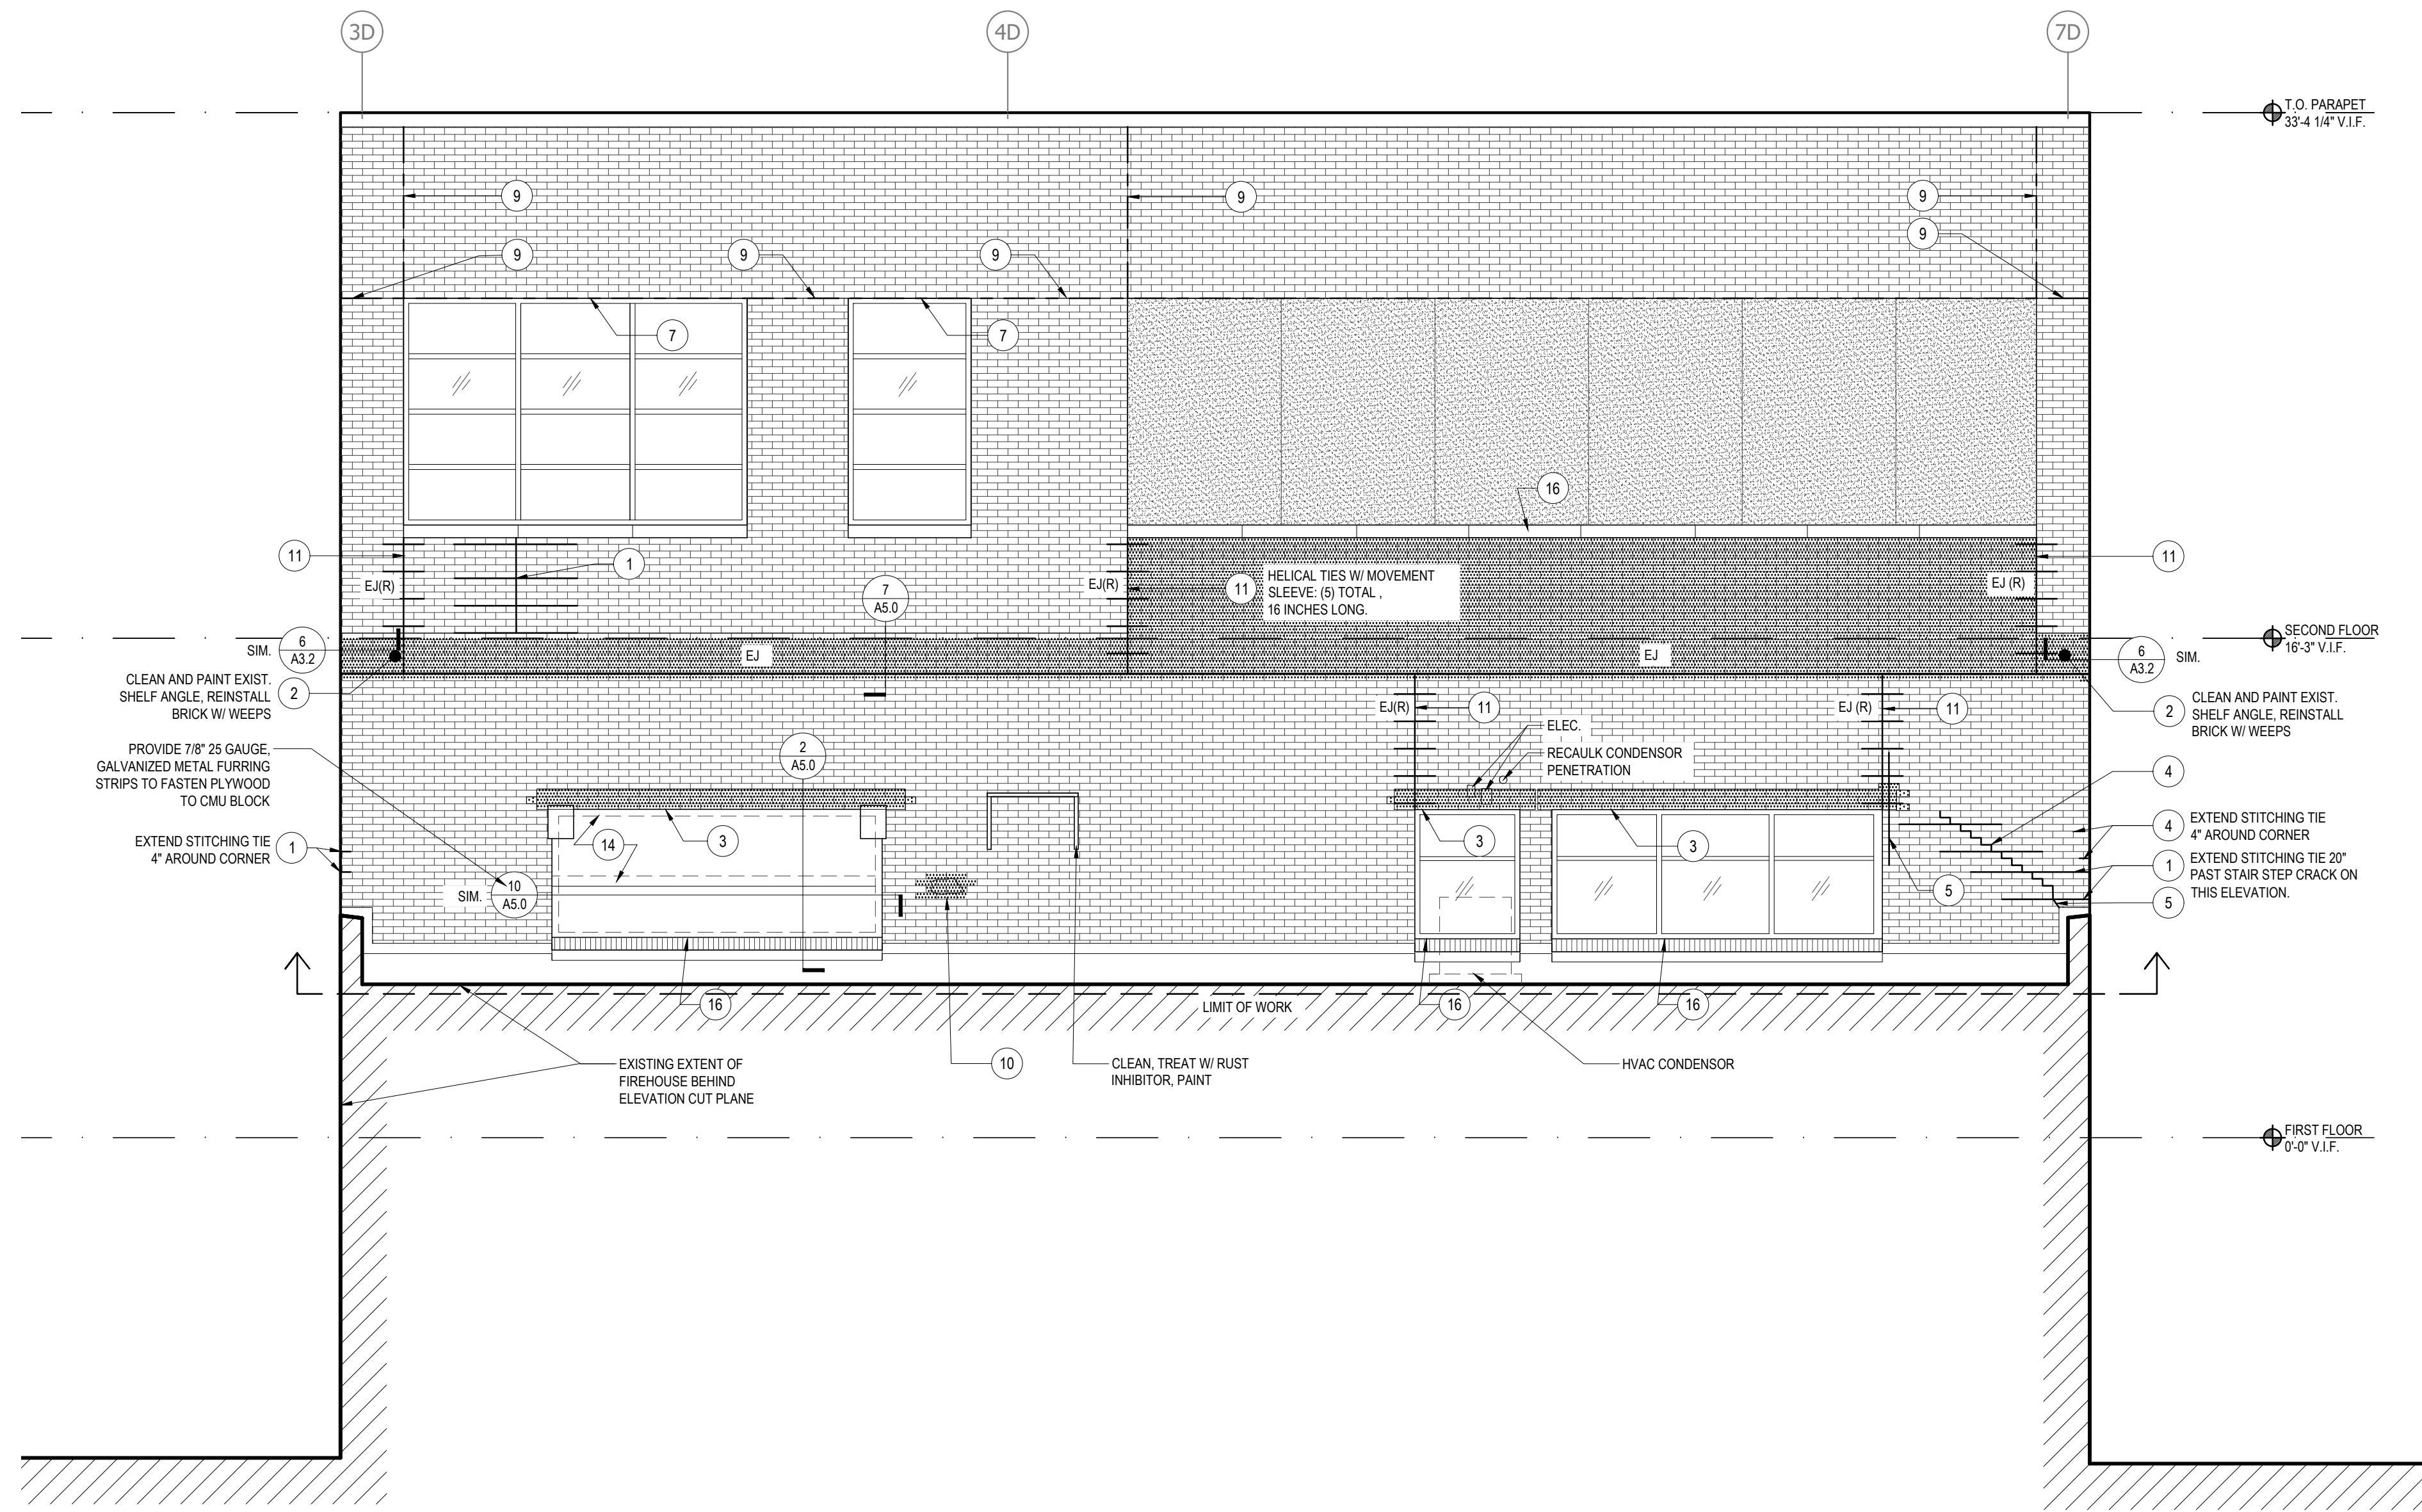 3D
4D
7D
T.O. PARAPET
33'-4 1/4" V.I.F.
9
9
9
9
9
9
9
7
7
16
11
EJ(R)
1
7
A5.0
EJ(R)
11
HELICAL TIES W/ MOVEMENT
SLEEVE: (5) TOTAL ,
16 INCHES LONG.
EJ (R)
11
SIM.
6
A3.2
EJ
EJ
6
A3.2
SIM.
SECOND FLOOR
16'-3" V.I.F.
CLEAN AND PAINT EXIST.
SHELF ANGLE, REINSTALL
BRICK W/ WEEPS
2
2
CLEAN AND PAINT EXIST.
SHELF ANGLE, REINSTALL
BRICK W/ WEEPS
EJ(R)
11
EJ (R)
11
PROVIDE 7/8" 25 GAUGE,
GALVANIZED METAL FURRING
STRIPS TO FASTEN PLYWOOD
TO CMU BLOCK
2
A5.0
ELEC.
RECAULK CONDENSOR
PENETRATION
4
EXTEND STITCHING TIE
4" AROUND CORNER
1
14
3
3
3
4
EXTEND STITCHING TIE
4" AROUND CORNER
1
EXTEND STITCHING TIE 20"
PAST STAIR STEP CRACK ON
THIS ELEVATION.
SIM.
10
A5.0
5
5
16
LIMIT OF WORK
16
16
EXISTING EXTENT OF
FIREHOUSE BEHIND
ELEVATION CUT PLANE
10
CLEAN, TREAT W/ RUST
INHIBITOR, PAINT
HVAC CONDENSOR
FIRST FLOOR
0'-0" V.I.F.